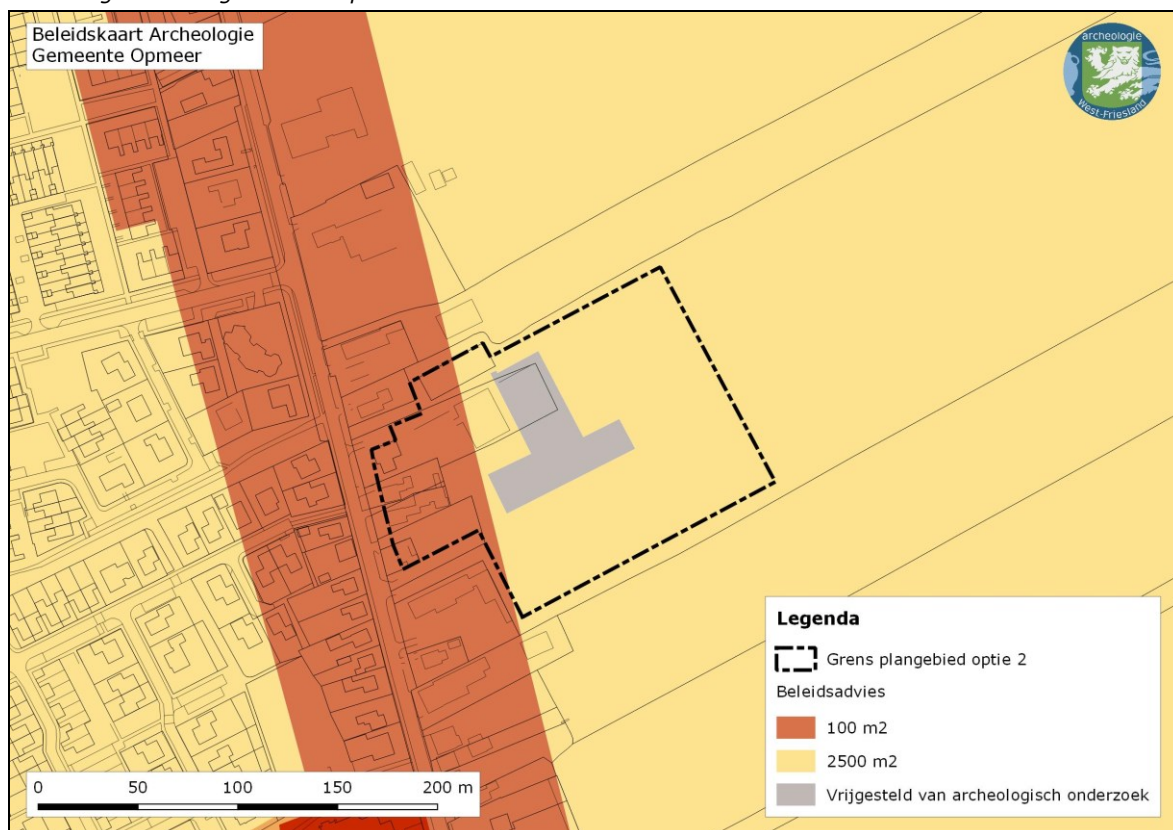 Beleidskaart Archeologie
Gemeente Opmeer
archeologie
West-Friesland
Legenda
Grens plangebied optie 2
Beleidsadvies
100 m2
2500 m2
Vrijgesteld van archeologisch onderzoek
0 50 100 150 200 m